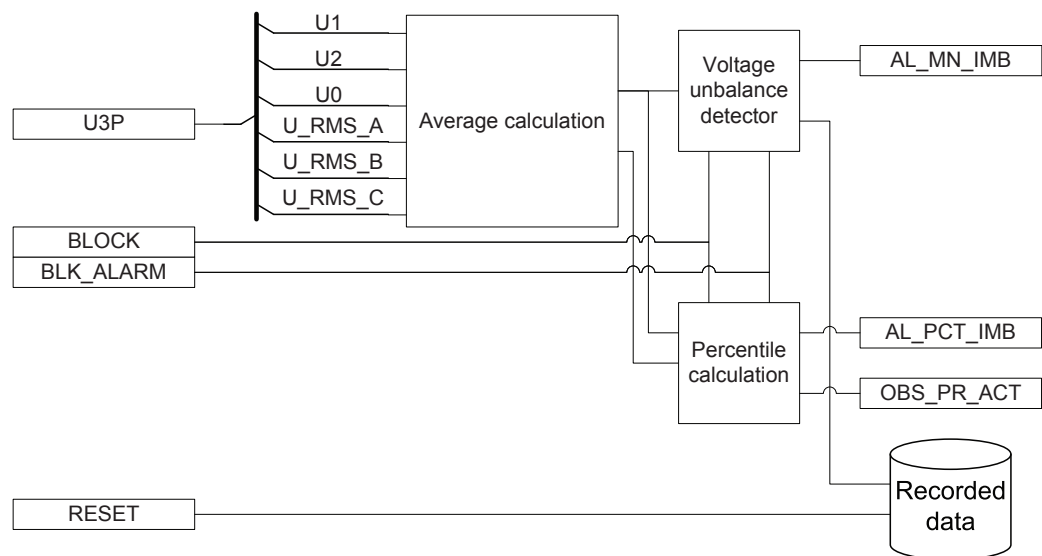 U1
U2
U0
U_RMS_A
U_RMS_B
U_RMS_C
U3P
Average calculation
Voltage
unbalance
detector
AL_MN_IMB
BLOCK
BLK_ALARM
Percentile
calculation
AL_PCT_IMB
OBS_PR_ACT
RESET
Recorded
data